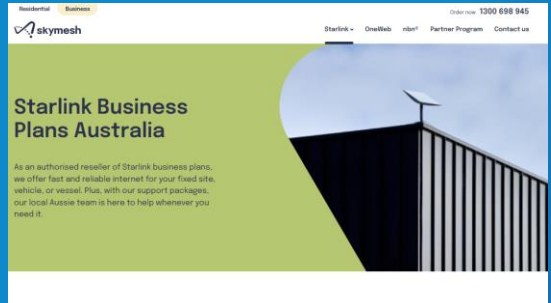 Residential Business
Order now 1300 698 945
skymesh
Starlink OneWeb nbn® Partner Program Contact us
Starlink Business
Plans Australia
As an authorised reseller of Starlink business plans,
we offer fast and reliable internet for your fixed site,
vehicle, or vessel. Plus, with our support packages,
our local Aussie team is here to help whenever you
need it.